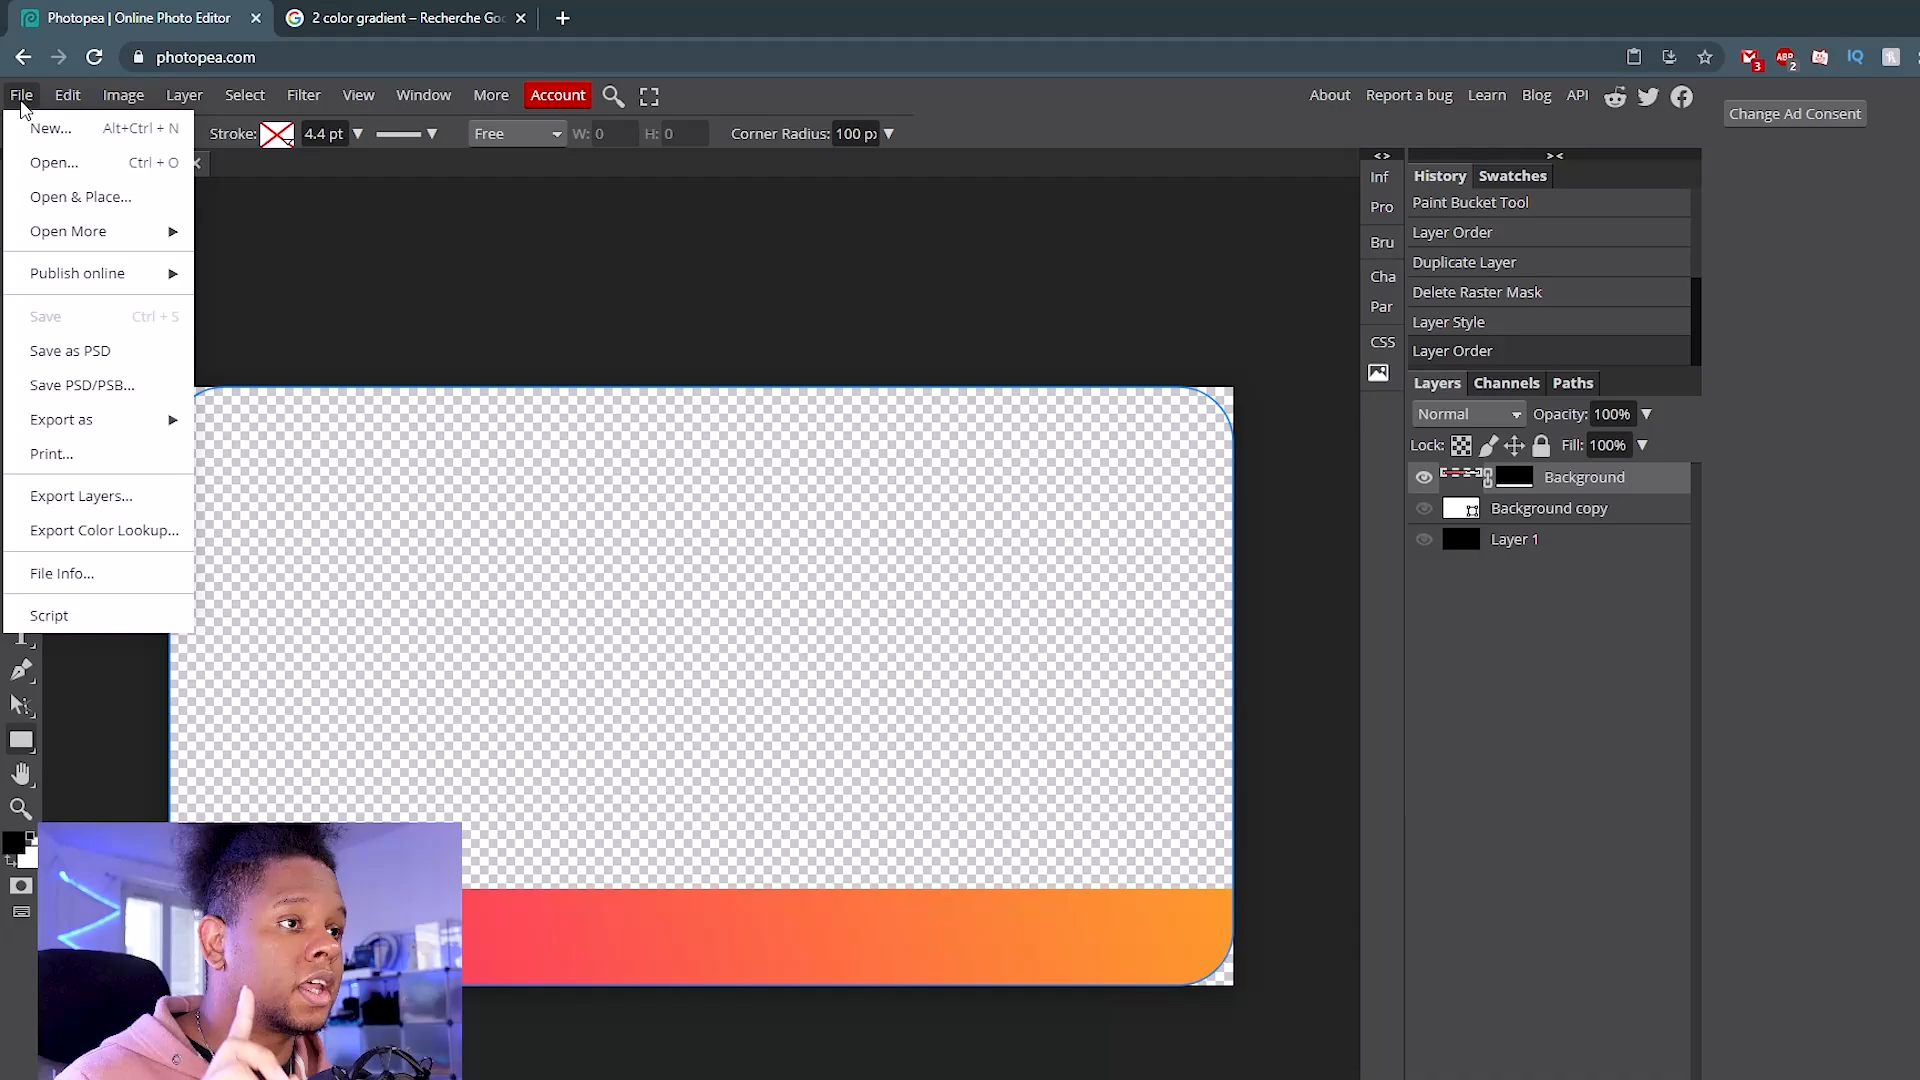 Photopea | Online Photo Editor
2 color gradient – Recherche Goo
photopea.com
3
ABP
2
IQ
File Edit Image Layer Select Filter View Window More Account
About Report a bug Learn Blog API
Change Ad Consent
Stroke: 4.4 pt Free W: 0 H: 0 Corner Radius: 100 px
New... Alt+Ctrl + N
Open... Ctrl + O
Open & Place...
Open More
Publish online
Save Ctrl + S
Save as PSD
Save PSD/PSB...
Export as
Print...
Export Layers...
Export Color Lookup...
File Info...
Script
< >
Inf
Pro
Bru
Cha
Par
CSS
> <
History Swatches
Paint Bucket Tool
Layer Order
Duplicate Layer
Delete Raster Mask
Layer Style
Layer Order
Layers Channels Paths
Normal Opacity: 100%
Lock: Fill: 100%
Background
Background copy
Layer 1